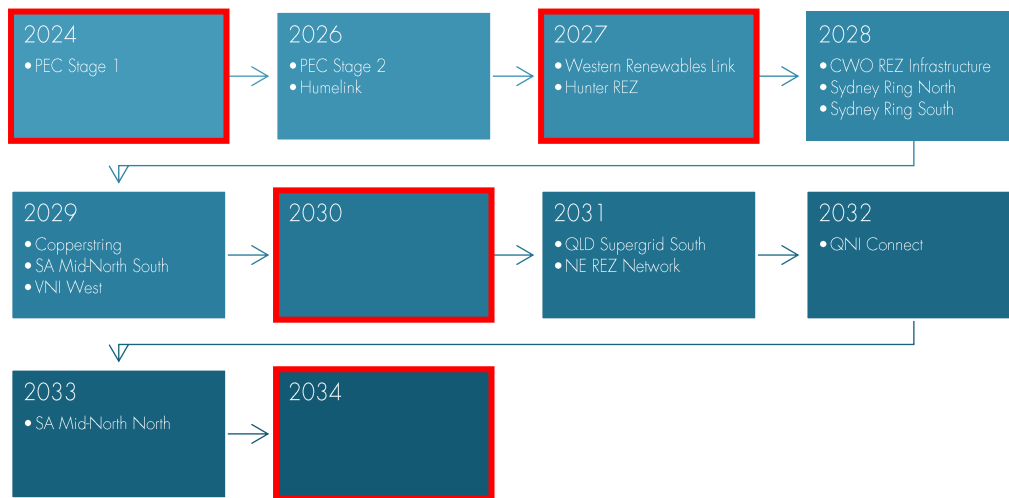 2024
• PEC Stage 1
2026
• PEC Stage 2
• Humelink
2027
• Western Renewables Link
• Hunter REZ
2028
• CWO REZ Infrastructure
• Sydney Ring North
• Sydney Ring South
2029
• Copperstring
• SA Mid-North South
• VNI West
2030
2031
• QLD Supergrid South
• NE REZ Network
2032
• QNI Connect
2033
• SA Mid-North North
2034